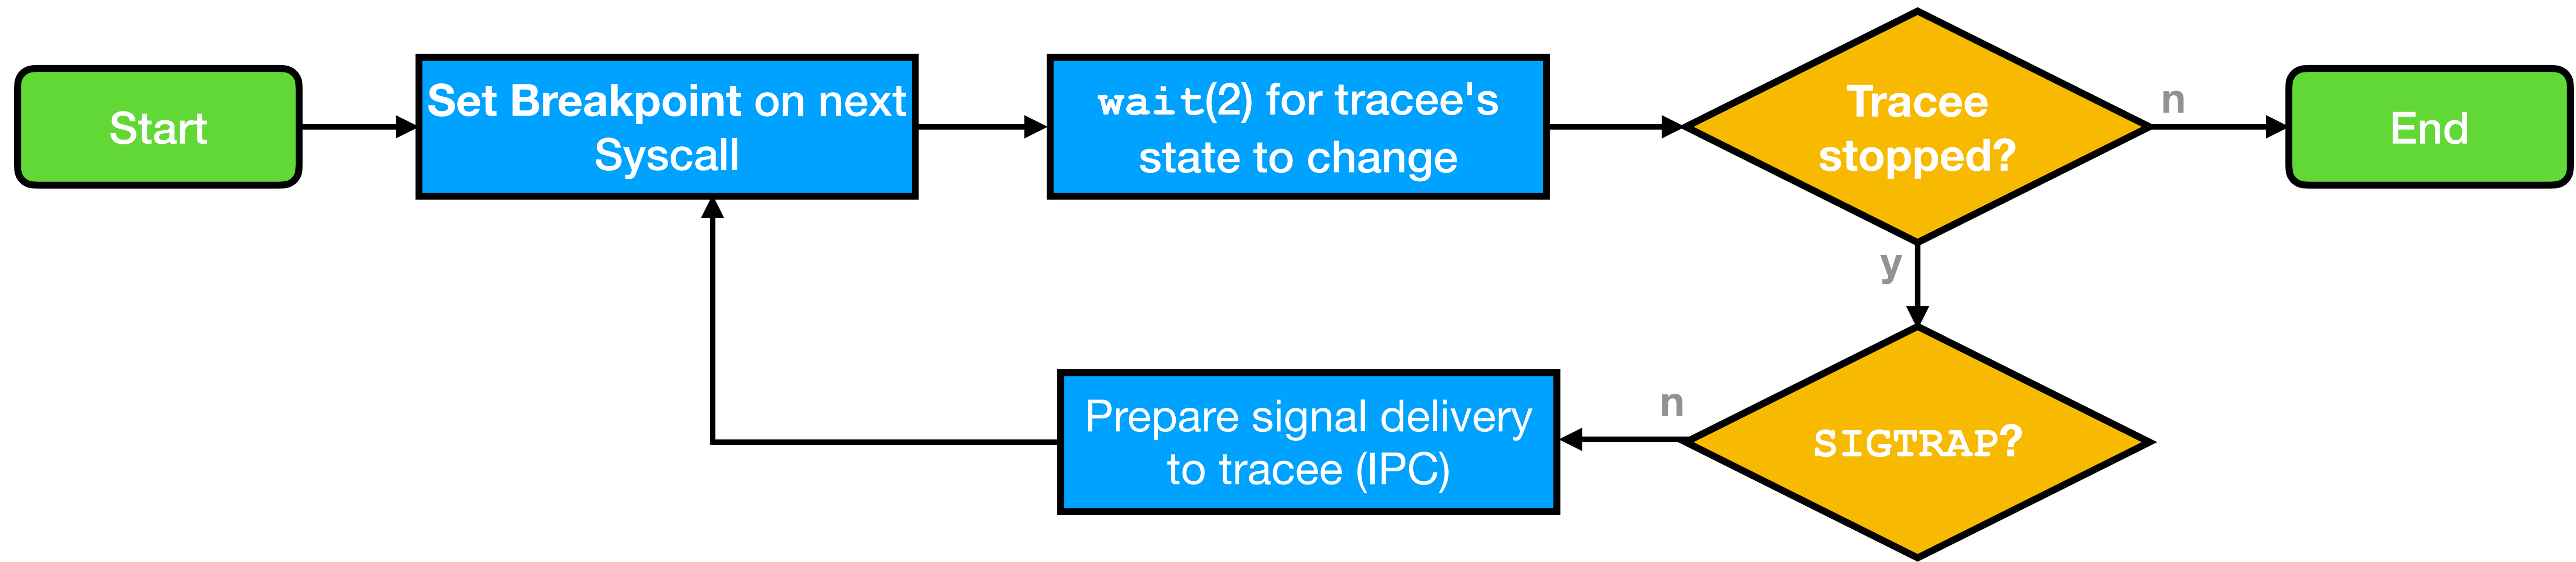 Start
Set Breakpoint on next
Syscall
wait(2) for tracee's
state to change
Tracee
stopped?
n
End
y
SIGTRAP?
n
Prepare signal delivery
to tracee (IPC)